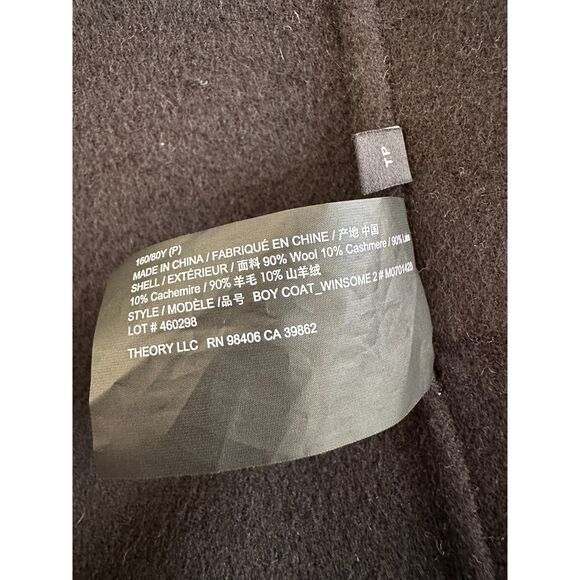 TP
160/80Y (P)
MADE IN CHINA / FABRIQUÉ EN CHINE / 产地 中国
SHELL / EXTÉRIEUR / 面料 90% Wool 10% Cashmere / 90% Laine
10% Cachemire / 90% 羊毛 10% 山羊绒
STYLE / MODÈLE /品号 BOY COAT_WINSOME 2 #
LOT # 460298
THEORY LLC RN 98406 CA 39862